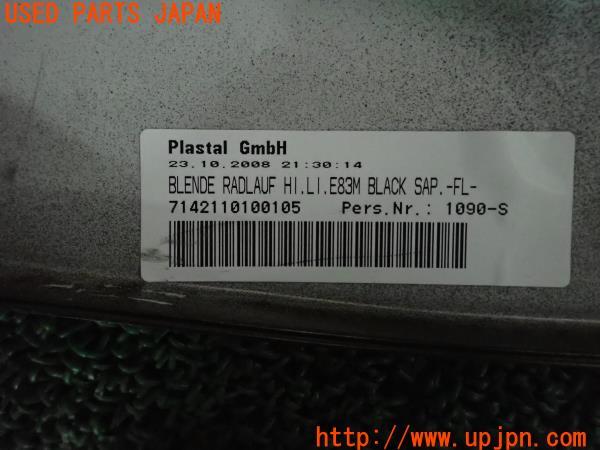 USED PARTS JAPAN
Plastal GmbH
23.10.2008 21:30:14
BLENDE RADLAUF HI.LI.E83M BLACK SAP.-FL-
7142110100105 Pers.Nr.: 1090-S
UPJ
http://www.upjpn.com/